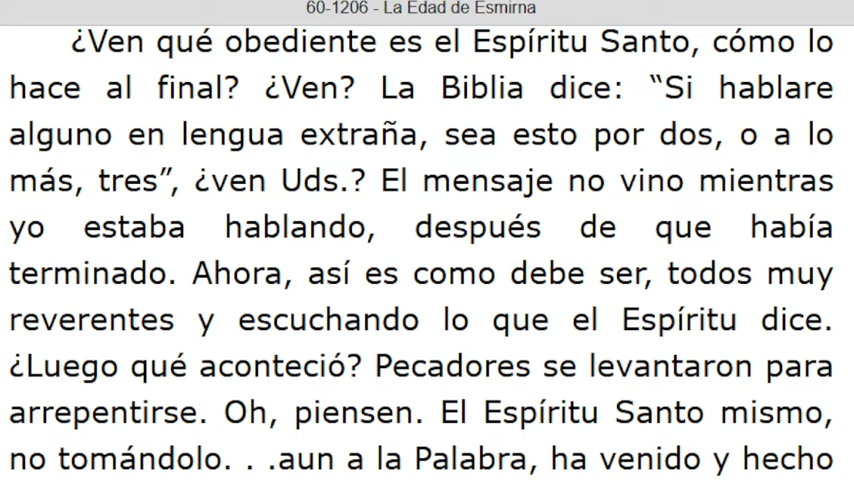 60-1206 - La Edad de Esmirna
¿Ven qué obediente es el Espíritu Santo, cómo lo
hace al final? ¿Ven? La Biblia dice: “Si hablare
alguno en lengua extraña, sea esto por dos, o a lo
más, tres”, ¿ven Uds.? El mensaje no vino mientras
yo estaba hablando, después de que había
terminado. Ahora, así es como debe ser, todos muy
reverentes y escuchando lo que el Espíritu dice.
¿Luego qué aconteció? Pecadores se levantaron para
arrepentirse. Oh, piensen. El Espíritu Santo mismo,
no tomándolo. . .aun a la Palabra, ha venido y hecho